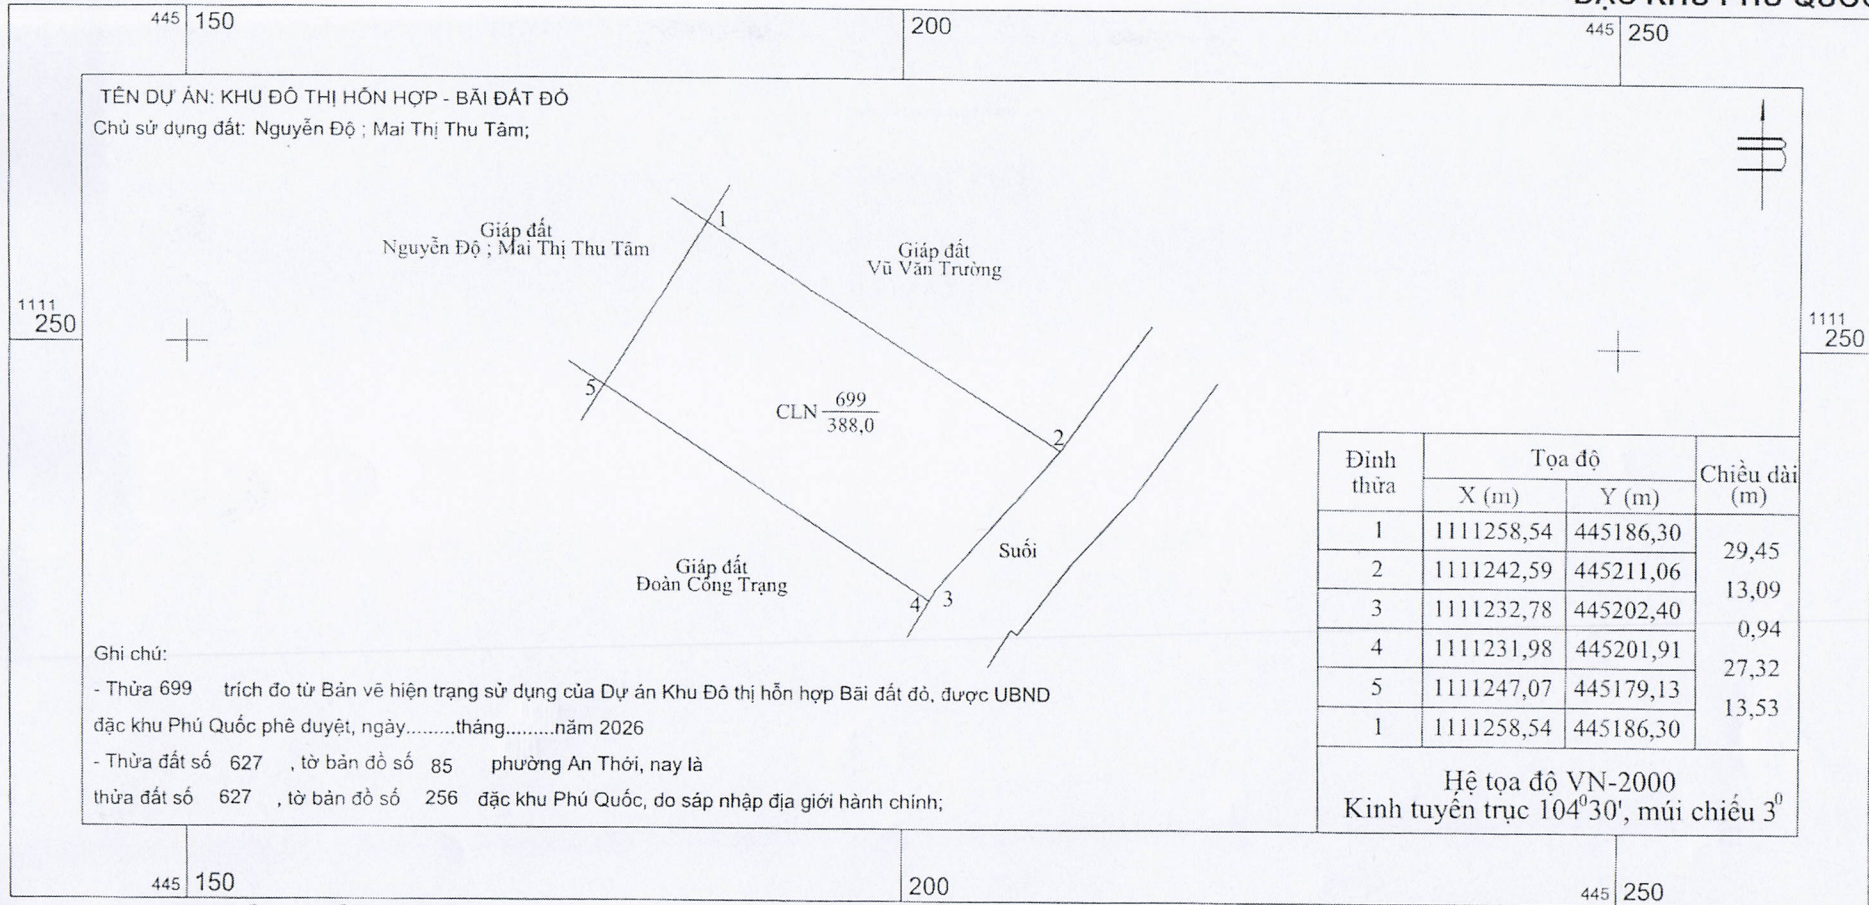 445 150
200
445 250
TÊN DỰ ÁN: KHU ĐÔ THỊ HỖN HỢP - BÃI ĐẤT ĐỎ
Chủ sử dụng đất: Nguyễn Độ ; Mai Thị Thu Tâm;
Giáp đất
Nguyễn Độ ; Mai Thị Thu Tâm
1
Giáp đất
Vũ Văn Trường
1111
250
1111
250
5
CLN 699
388,0
2
Suối
Giáp đất
Đoàn Công Trạng
4 3
Đỉnh thửa Tọa độ Chiều dài (m)
X (m) Y (m)
1 1111258,54 445186,30
29,45
2 1111242,59 445211,06
13,09
3 1111232,78 445202,40
0,94
4 1111231,98 445201,91
27,32
5 1111247,07 445179,13
13,53
1 1111258,54 445186,30
Hệ tọa độ VN-2000
Kinh tuyến trục 104⁰30', múi chiếu 3⁰
Ghi chú:
- Thửa 699 trích đo từ Bản vẽ hiện trạng sử dụng của Dự án Khu Đô thị hỗn hợp Bãi đất đỏ, được UBND
đặc khu Phú Quốc phê duyệt, ngày.........tháng.........năm 2026
- Thửa đất số 627 , tờ bản đồ số 85 phường An Thới, nay là
thửa đất số 627 , tờ bản đồ số 256 đặc khu Phú Quốc, do sáp nhập địa giới hành chính;
445 150
200
445 250